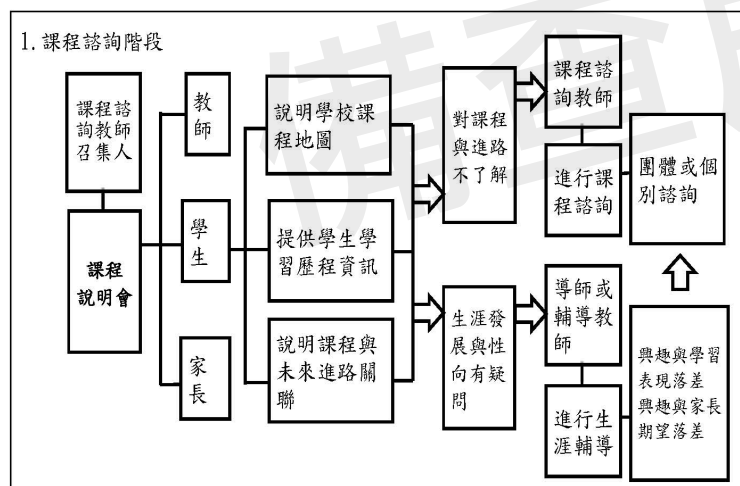 1.課程諮詢階段
課程諮
詢教師
召集人
課程
說明會
教
師
學
生
家
長
說明學校課
程地圖
提供學生學
習歷程資訊
說明課程與
未來進路關
聯
對課程
與進路
不了解
生涯發
展與性
向有疑
問
課程諮
詢教師
進行課
程諮詢
團體或個
別諮詢
導師或
輔導教
師
進行生
涯輔導
興趣與學習
表現落差
興趣與家長
期望落差
備查